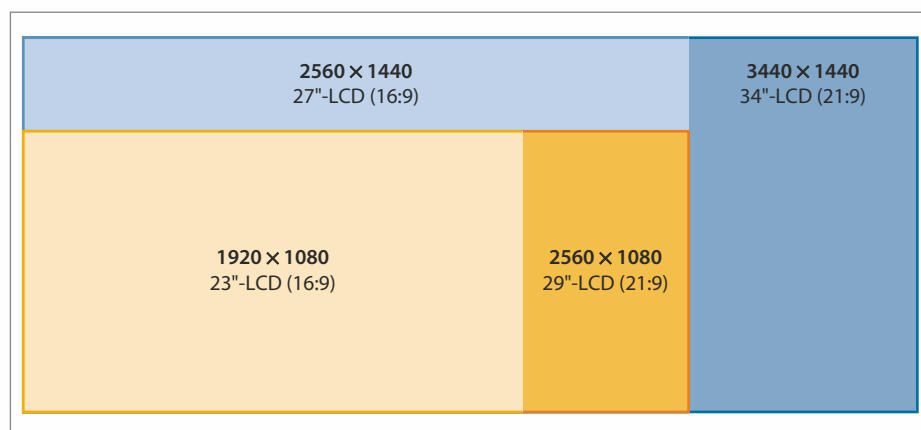 2560 × 1440
27"-LCD (16:9)
3440 × 1440
34"-LCD (21:9)
1920 × 1080
23"-LCD (16:9)
2560 × 1080
29"-LCD (21:9)